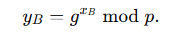 y_B = g^{x_B} mod p.